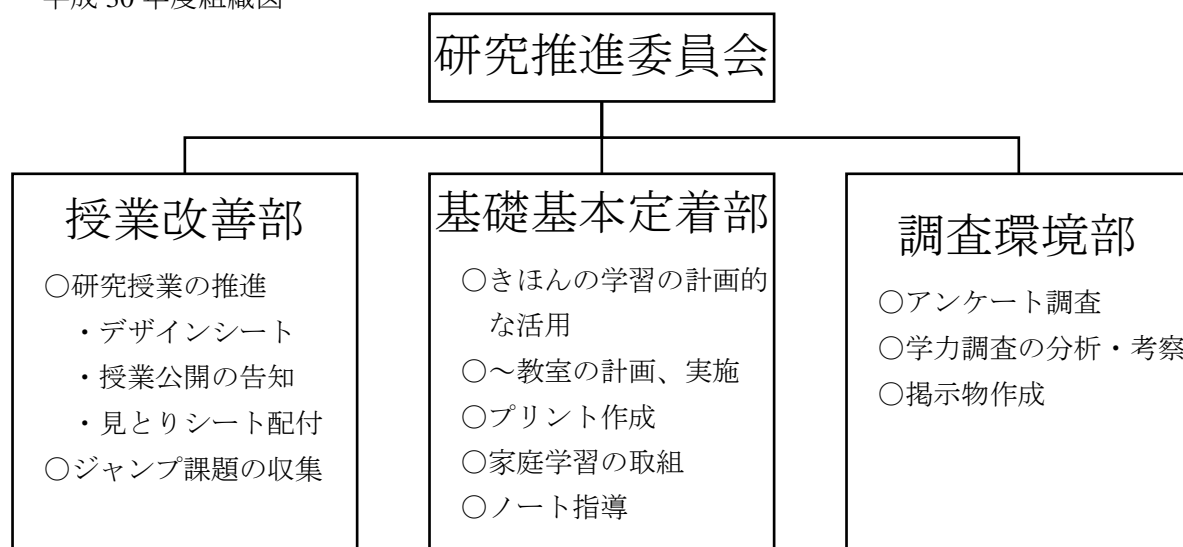 平成 30 年度組織図
研究推進委員会
授業改善部
○研究授業の推進
・デザインシート
・授業公開の告知
・見とりシート配付
○ジャンプ課題の収集
基礎基本定着部
○きほんの学習の計画的
な活用
○~教室の計画、実施
○プリント作成
○家庭学習の取組
○ノート指導
調査環境部
○アンケート調査
○学力調査の分析・考察
○掲示物作成